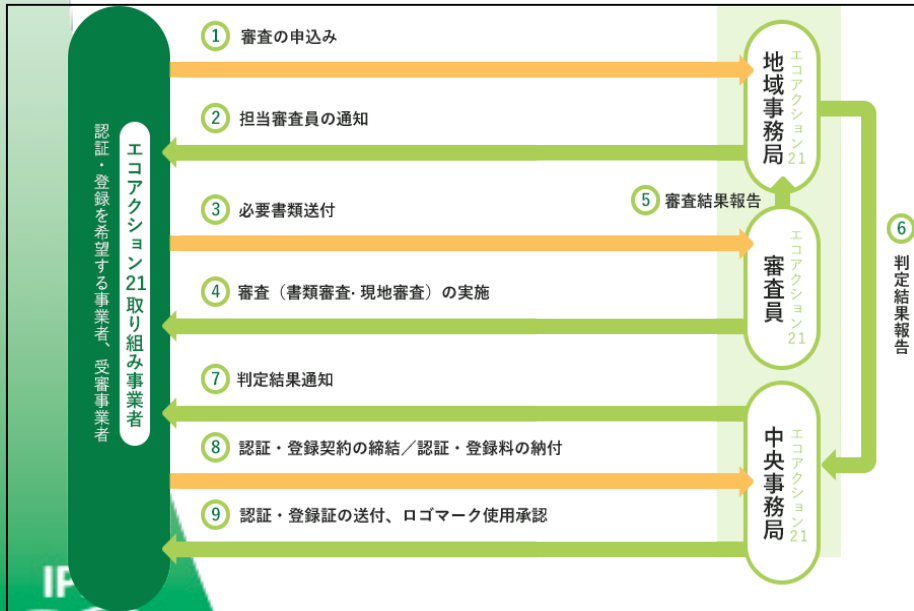 ① 審査の申込み
② 担当審査員の通知
③ 必要書類送付
④ 審査（書類審査･現地審査）の実施
⑤ 審査結果報告
⑥ 判定結果報告
⑦ 判定結果通知
⑧ 認証・登録契約の締結／認証・登録料の納付
⑨ 認証・登録証の送付、ロゴマーク使用承認
エコアクション21取り組み事業者
認証・登録を希望する事業者、受審事業者
エコアクション21
地域事務局
エコアクション21
審査員
エコアクション21
中央事務局